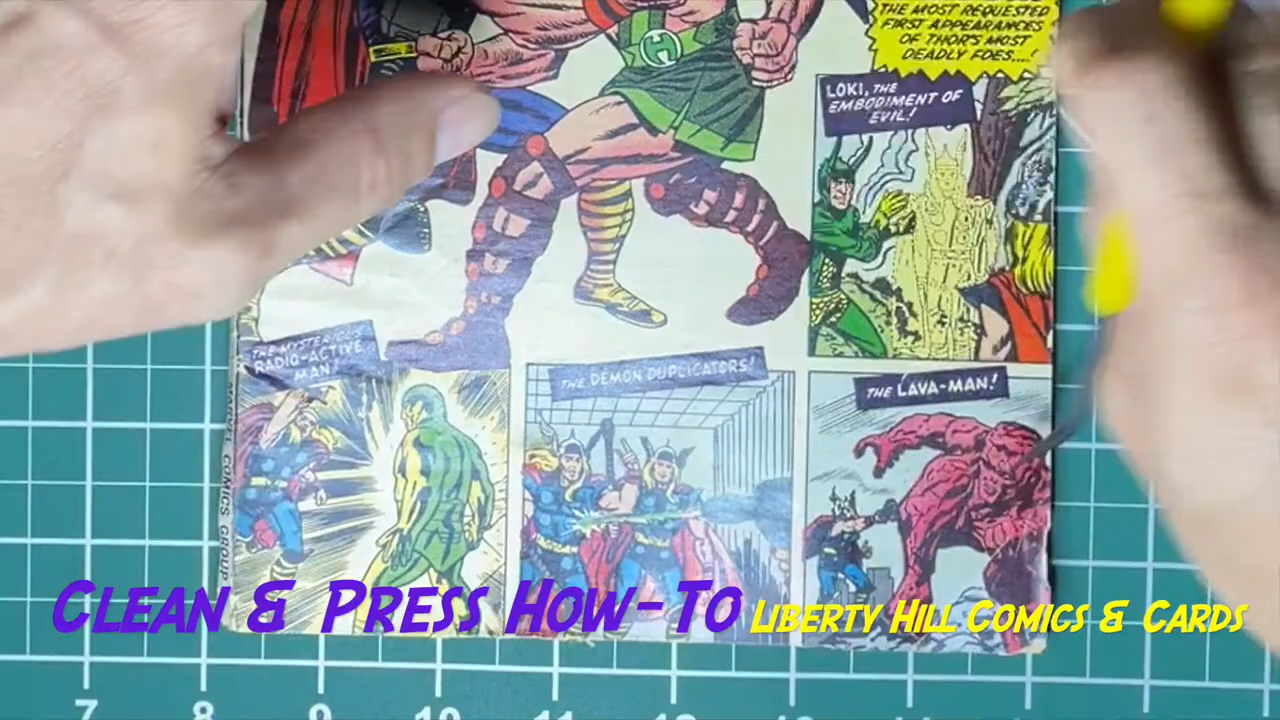 THE MOST REQUESTED
FIRST APPEARANCES
OF THOR'S MOST
DEADLY FOES....!
LOKI, THE
EMBODIMENT OF
EVIL!
THE MYSTERIOUS
RADIO-ACTIVE
MAN!
THE DEMON DUPLICATORS!
THE LAVA-MAN!
MARVEL COMICS GROUP
CLEAN & PRESS HOW-TO LIBERTY HILL COMICS & CARDS
7 8 9 10 11